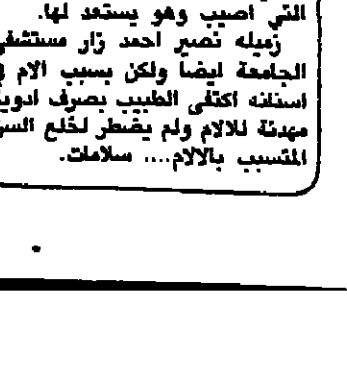 التي اصيب وهو يستعد لها.
زميله نصير احمد زار مستشفى
الجامعة ايضا ولكن بسبب الام
اسنانه اكتفى الطبيب بصرف ادوية
مهدئة للالام ولم يضطر لخلع السن
المتسبب بالالام.... سلامات.